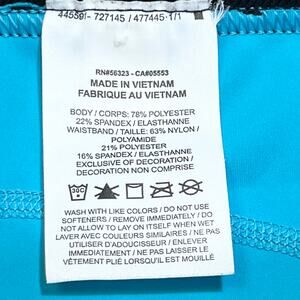 445591- 727145 / 477445-1/1
RN#56323 - CA#05553
MADE IN VIETNAM
FABRIQUE AU VIETNAM
BODY / CORPS: 78% POLYESTER
22% SPANDEX / ELASTHANNE
WAISTBAND / TAILLE: 63% NYLON /
POLYAMIDE
21% POLYESTER
16% SPANDEX / ELASTHANNE
EXCLUSIVE OF DECORATION /
DECORATION NON COMPRISE
30C
WASH WITH LIKE COLORS / DO NOT USE
SOFTENERS / REMOVE IMMEDIATELY / DO
NOT ALLOW TO LAY ON ITSELF WHEN WET
LAVER AVEC COULEURS SIMILAIRES / NE PAS
UTILISER D'ADOUCISSEUR / ENLEVER
IMMÉDIATEMENT / NE PAS LAISSER LE
VÊTEMENT PLIÉ LORSQU'IL EST MOUILLÉ